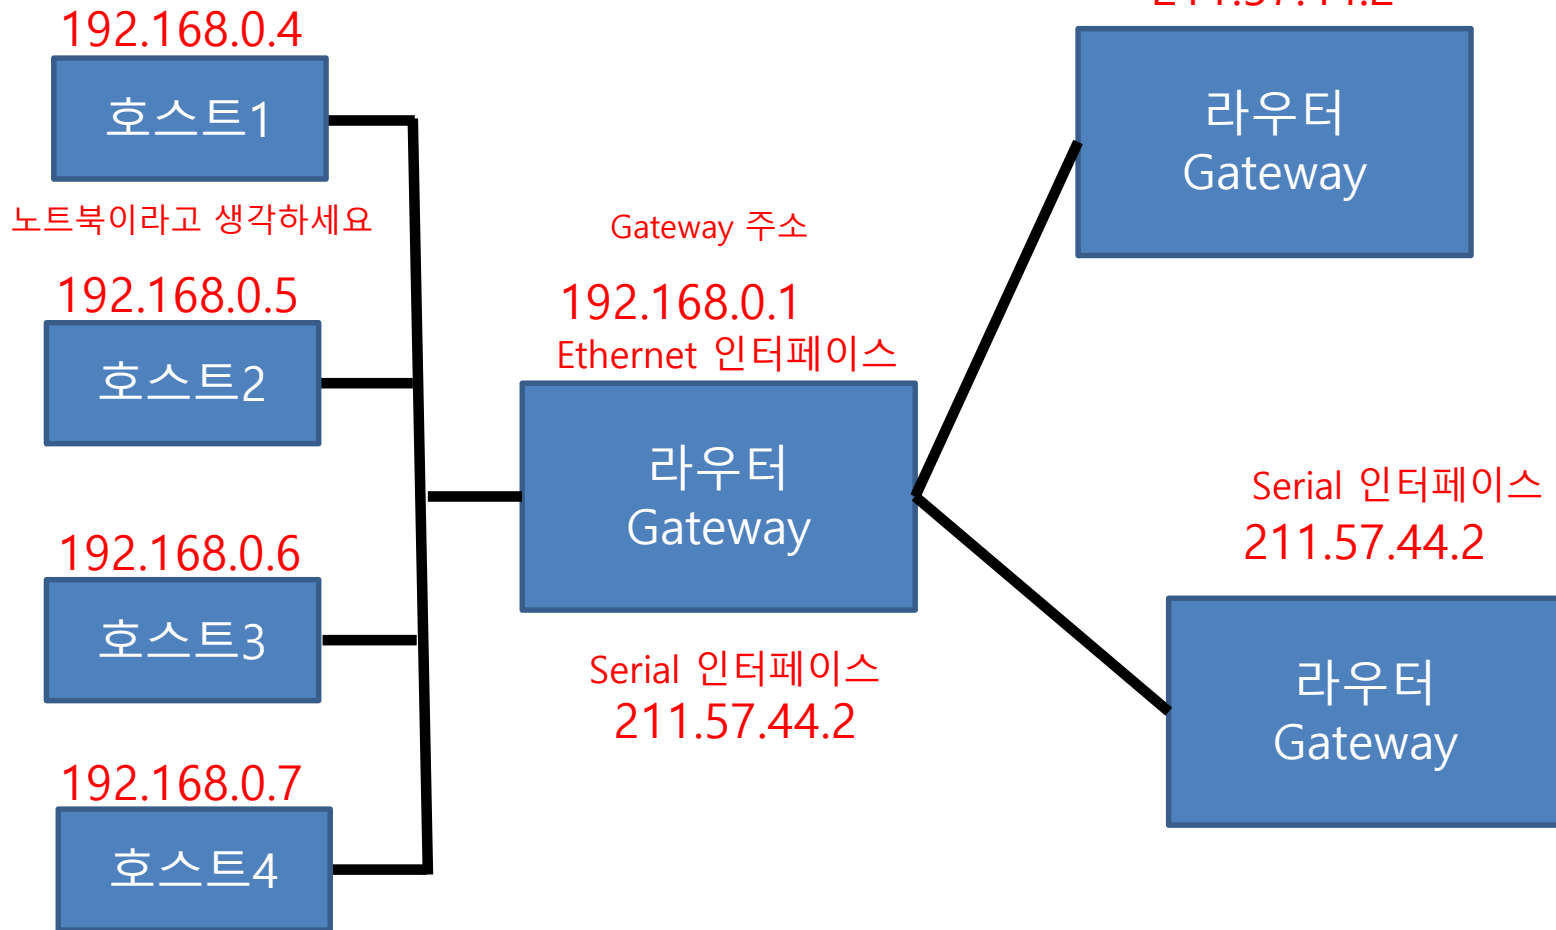 192.168.0.4
호스트1
노트북이라고 생각하세요
192.168.0.5
호스트2
192.168.0.6
호스트3
192.168.0.7
호스트4
Gateway 주소
192.168.0.1
Ethernet 인터페이스
라우터
Gateway
Serial 인터페이스
211.57.44.2
라우터
Gateway
Serial 인터페이스
211.57.44.2
라우터
Gateway